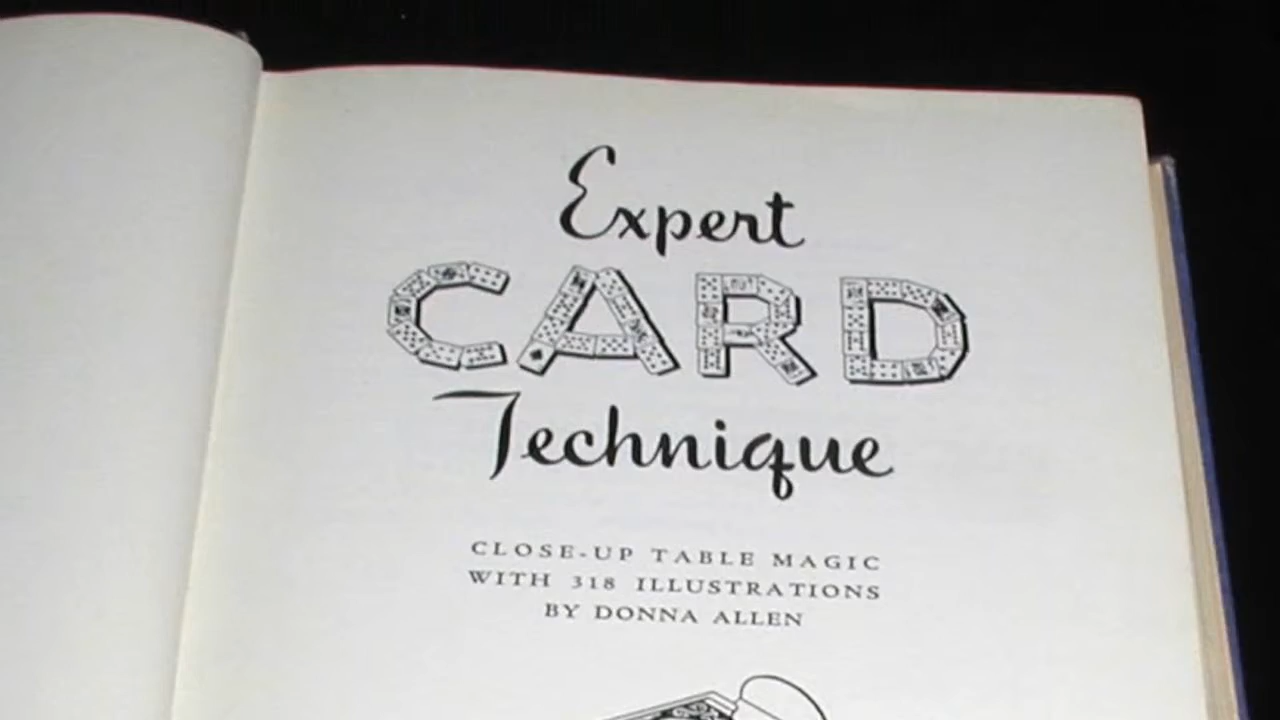 Expert
CARD
Technique
CLOSE-UP TABLE MAGIC
WITH 318 ILLUSTRATIONS
BY DONNA ALLEN